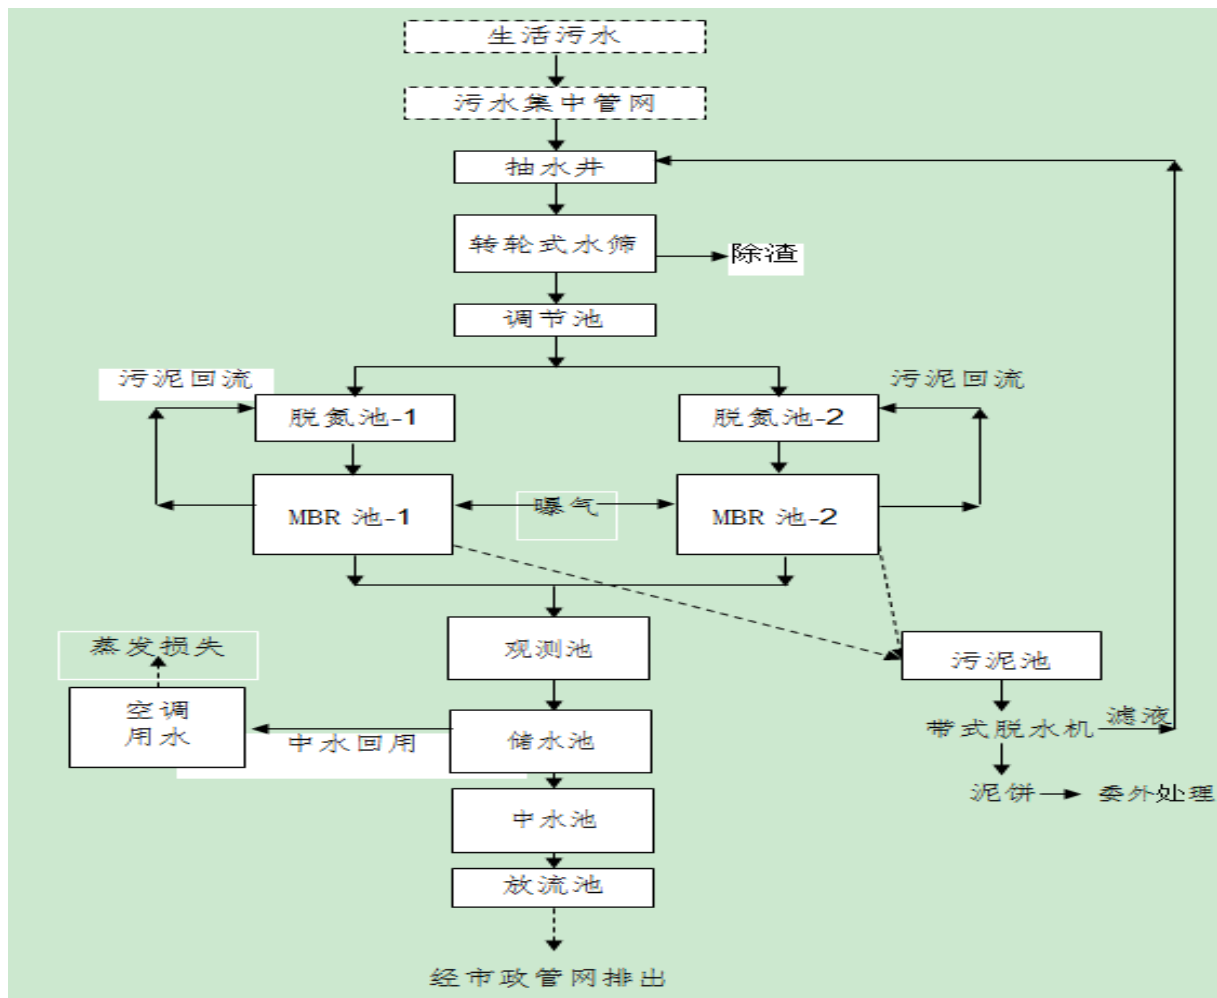 生活污水
污水集中管网
抽水井
转轮式水筛
除渣
调节池
污泥回流
污泥回流
脱氮池-1
脱氮池-2
曝气
MBR 池-1
MBR 池-2
观测池
蒸发损失
污泥池
空调
用水
中水回用
储水池
滤液
带式脱水机
泥饼
委外处理
中水池
放流池
经市政管网排出